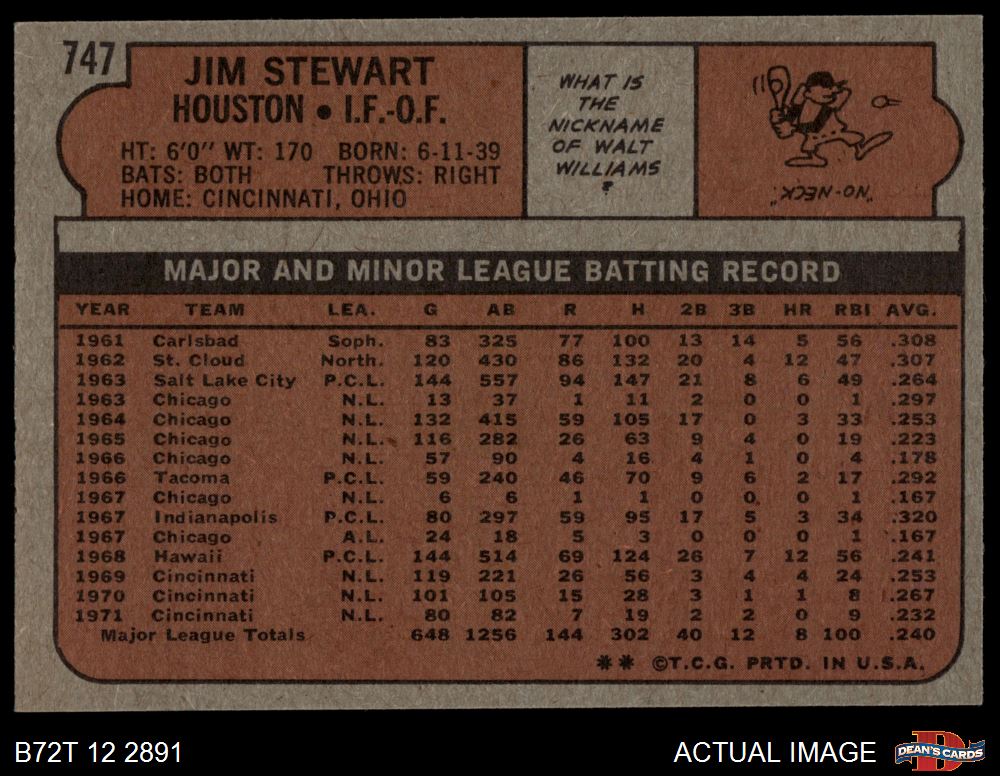 747
JIM STEWART
HOUSTON • I.F.-O.F.
HT: 6'0" WT: 170 BORN: 6-11-39
BATS: BOTH THROWS: RIGHT
HOME: CINCINNATI, OHIO
WHAT IS
THE
NICKNAME
OF WALT
WILLIAMS
?
"NO-NECK"
MAJOR AND MINOR LEAGUE BATTING RECORD
YEAR TEAM LEA. G AB R H 2B 3B HR RBI AVG.
1961 Carlsbad Soph. 83 325 77 100 13 14 5 56 .308
1962 St. Cloud North. 120 430 86 132 20 4 12 47 .307
1963 Salt Lake City P.C.L. 144 557 94 147 21 8 6 49 .264
1963 Chicago N.L. 13 37 1 11 2 0 0 1 .297
1964 Chicago N.L. 132 415 59 105 17 0 3 33 .253
1965 Chicago N.L. 116 282 26 63 9 4 0 19 .223
1966 Chicago N.L. 57 90 4 16 4 1 0 4 .178
1966 Tacoma P.C.L. 59 240 46 70 9 6 2 17 .292
1967 Chicago N.L. 6 6 1 1 0 0 0 1 .167
1967 Indianapolis P.C.L. 80 297 59 95 17 5 3 34 .320
1967 Chicago A.L. 24 18 5 3 0 0 0 1 .167
1968 Hawaii P.C.L. 144 514 69 124 26 7 12 56 .241
1969 Cincinnati N.L. 119 221 26 56 3 4 4 24 .253
1970 Cincinnati N.L. 101 105 15 28 3 1 1 8 .267
1971 Cincinnati N.L. 80 82 7 19 2 2 0 9 .232
Major League Totals 648 1256 144 302 40 12 8 100 .240
** ©T.C.G. PRTD. IN U.S.A.
B72T 12 2891
ACTUAL IMAGE
D
DEAN'S CARDS